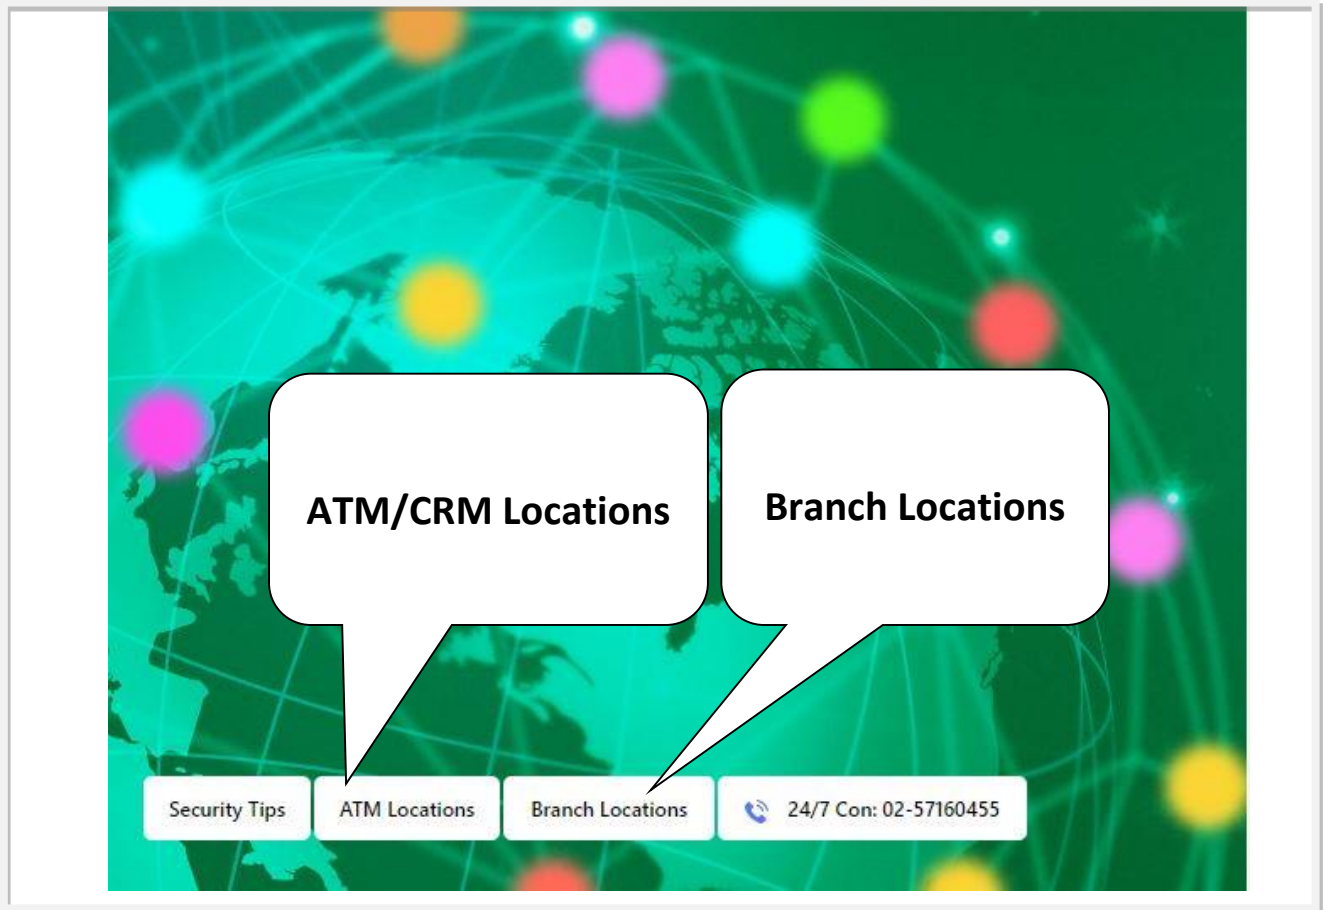 ATM/CRM Locations
Branch Locations
Security Tips
ATM Locations
Branch Locations
24/7 Con: 02-57160455